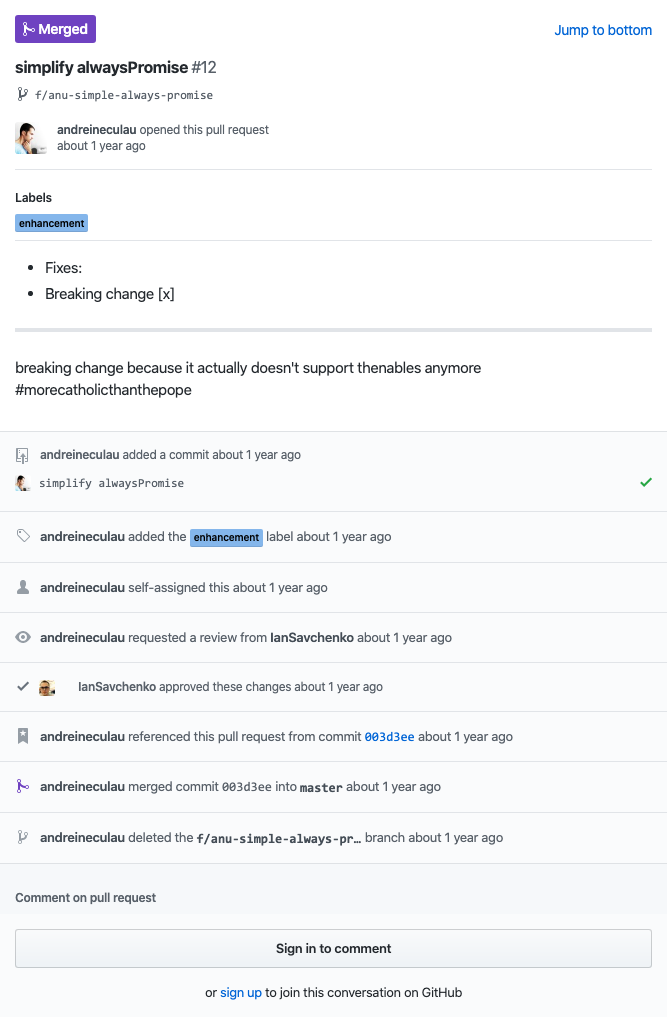 Merged
Jump to bottom
simplify alwaysPromise #12
f/anu-simple-always-promise
andreineculau opened this pull request
about 1 year ago
Labels
enhancement
Fixes:
Breaking change [x]
breaking change because it actually doesn't support thenables anymore
#morecatholicthanthepope
andreineculau added a commit about 1 year ago
simplify alwaysPromise
andreineculau added the enhancement label about 1 year ago
andreineculau self-assigned this about 1 year ago
andreineculau requested a review from IanSavchenko about 1 year ago
IanSavchenko approved these changes about 1 year ago
andreineculau referenced this pull request from commit 003d3ee about 1 year ago
andreineculau merged commit 003d3ee into master about 1 year ago
andreineculau deleted the f/anu-simple-always-pr… branch about 1 year ago
Comment on pull request
Sign in to comment
or sign up to join this conversation on GitHub